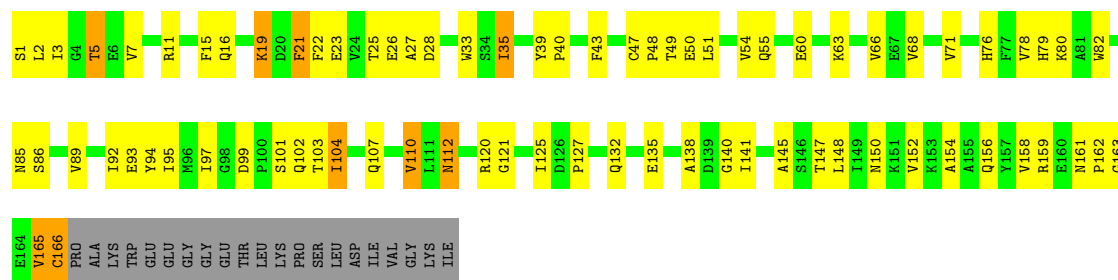 S1 L2 I3 G4 T5 E6 V7 R11 F15 Q16 K19 D20 F21 F22 E23 V24 T25 E26 A27 D28 W33 S34 I35 Y39 P40 F43 C47 P48 T49 E50 L51 V54 Q55 E60 K63 V66 E67 V68 V71 H76 F77 V78 H79 K80 A81 W82
N85 S86 V89 I92 E93 Y94 I95 M96 I97 G98 D99 P100 S101 Q102 T103 I104 Q107 V110 L111 N112 R120 G121 I125 D126 P127 Q132 E135 A138 D139 G140 I141 A145 S146 T147 L148 I149 N150 K151 V152 K153 A154 A155 Q156 Y157 V158 R159 E160 N161 P162
E164 V165 C166 PRO ALA LYS TRP GLU GLU GLY GLY GLU THR LEU LYS PRO SER LEU ASP ILE VAL GLY LYS ILE